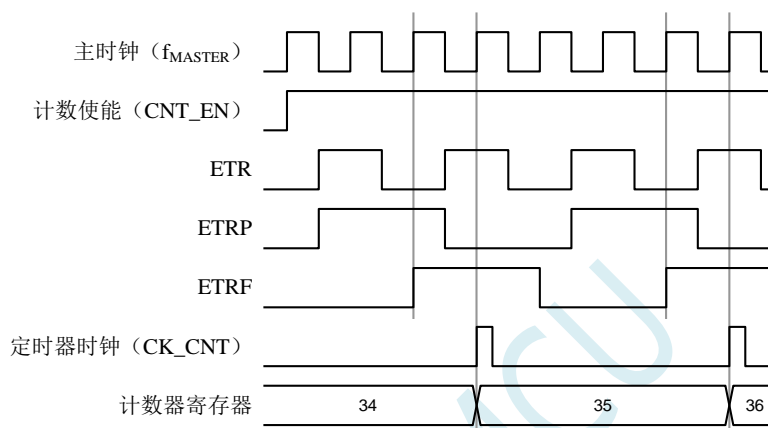 主时钟（fMASTER）
计数使能（CNT_EN）
ETR
ETRP
ETRF
定时器时钟（CK_CNT）
计数器寄存器 34 35 36
MCU